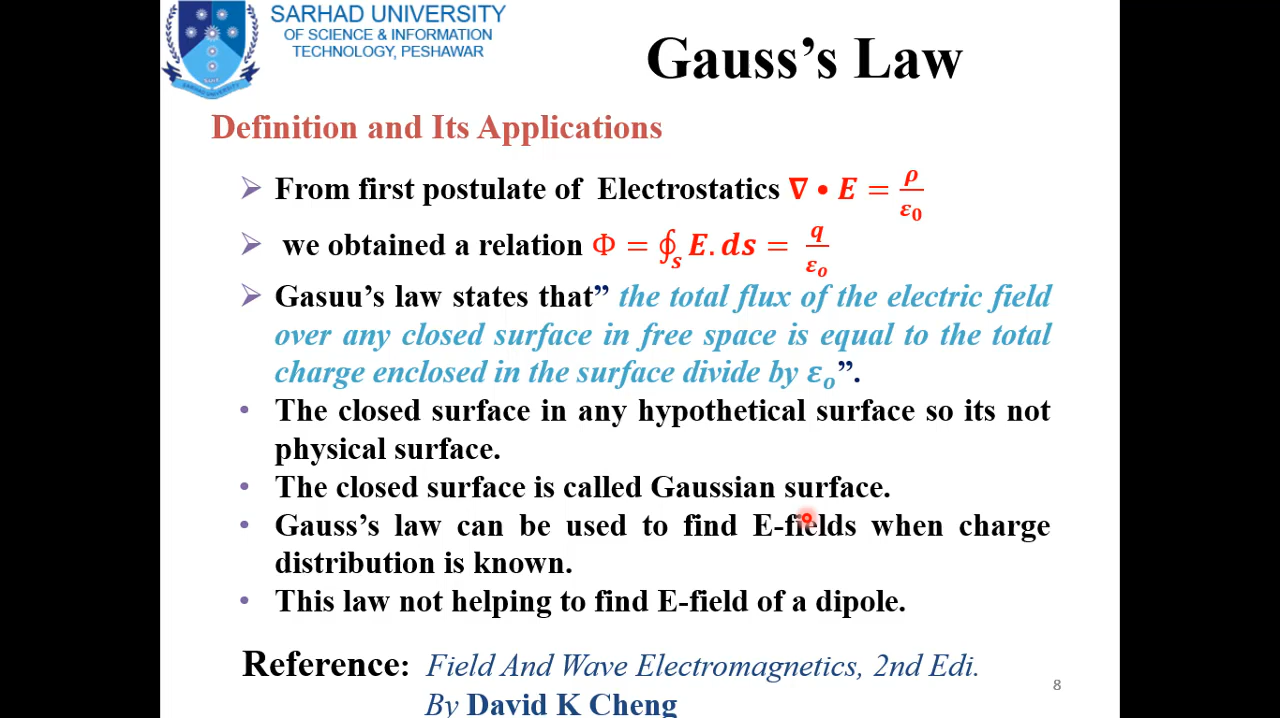 SARHAD UNIVERSITY
OF SCIENCE & INFORMATION
TECHNOLOGY, PESHAWAR
Gauss’s Law
Definition and Its Applications
➢ From first postulate of Electrostatics ∇ • E = ρ/ε0
➢ we obtained a relation Φ = ∮s E. ds = q/εo
➢ Gasuu’s law states that” the total flux of the electric field
over any closed surface in free space is equal to the total
charge enclosed in the surface divide by εo”.
• The closed surface in any hypothetical surface so its not
physical surface.
• The closed surface is called Gaussian surface.
• Gauss’s law can be used to find E-fields when charge
distribution is known.
• This law not helping to find E-field of a dipole.
Reference: Field And Wave Electromagnetics, 2nd Edi.
By David K Cheng
8